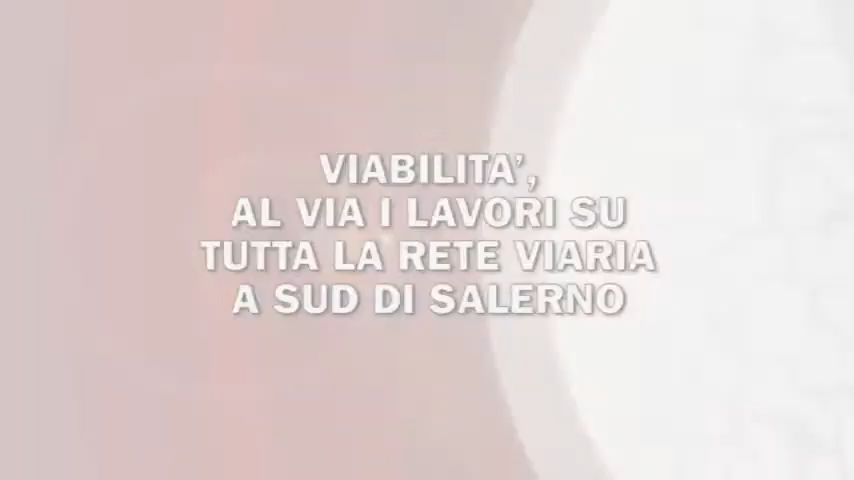 VIABILITA’,
AL VIA I LAVORI SU
TUTTA LA RETE VIARIA
A SUD DI SALERNO